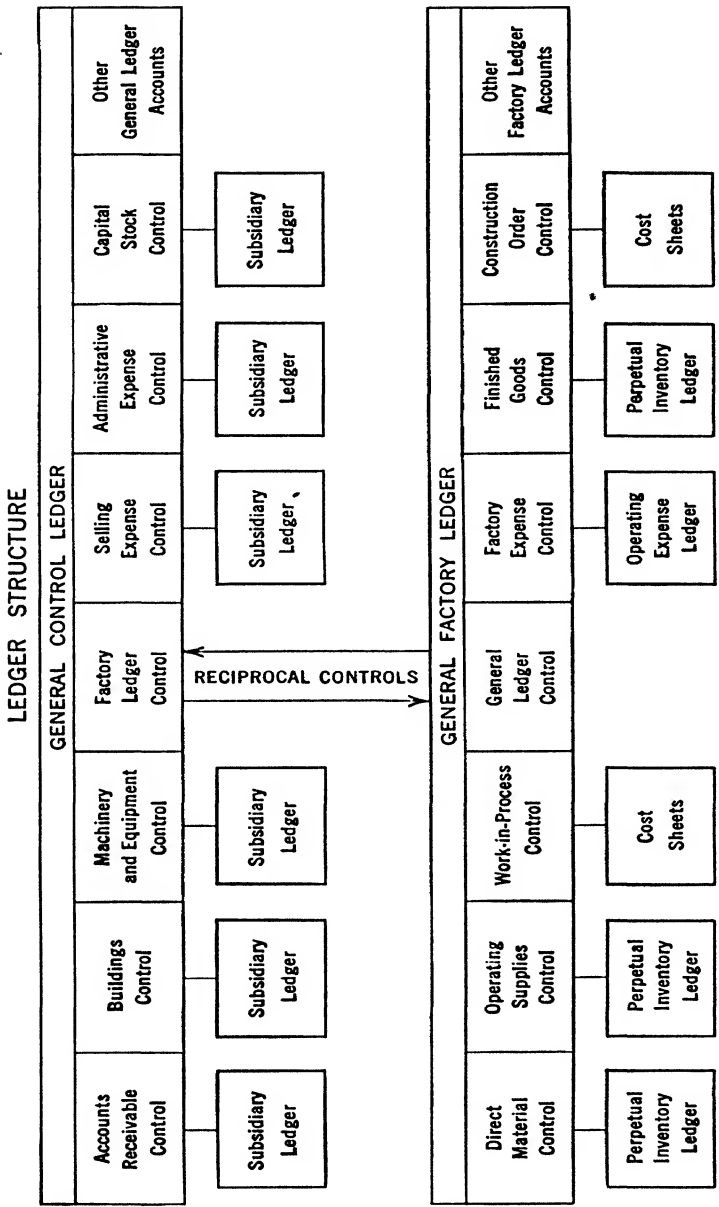 LEDGER STRUCTURE
GENERAL CONTROL LEDGER
Accounts
Receivable
Control
Buildings
Control
Machinery
and Equipment
Control
Factory
Ledger
Control
Selling
Expense
Control
Administrative
Expense
Control
Capital
Stock
Control
Other
General Ledger
Accounts
Subsidiary
Ledger
Subsidiary
Ledger
Subsidiary
Ledger
Subsidiary
Ledger
Subsidiary
Ledger
Subsidiary
Ledger
RECIPROCAL CONTROLS
GENERAL FACTORY LEDGER
Direct
Material
Control
Operating
Supplies
Control
Work-in-Process
Control
General
Ledger
Control
Factory
Expense
Control
Finished
Goods
Control
Construction
Order
Control
Other
Factory Ledger
Accounts
Perpetual
Inventory
Ledger
Perpetual
Inventory
Ledger
Cost
Sheets
Operating
Expense
Ledger
Perpetual
Inventory
Ledger
Cost
Sheets